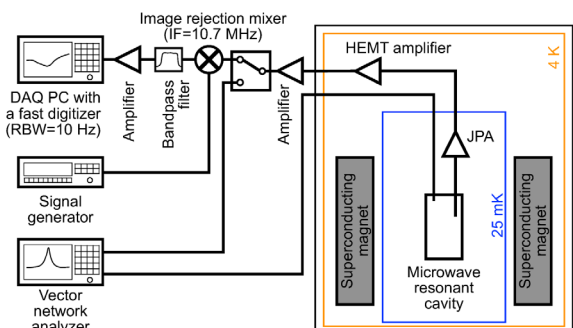 Image rejection mixer
(IF=10.7 MHz)
HEMT amplifier
4 K
DAQ PC with
a fast digitizer
(RBW=10 Hz)
Amplifier
Bandpass
filter
Amplifier
JPA
Signal
generator
Superconducting
magnet
25 mK
Superconducting
magnet
Microwave
resonant
cavity
Vector
network
analyzer